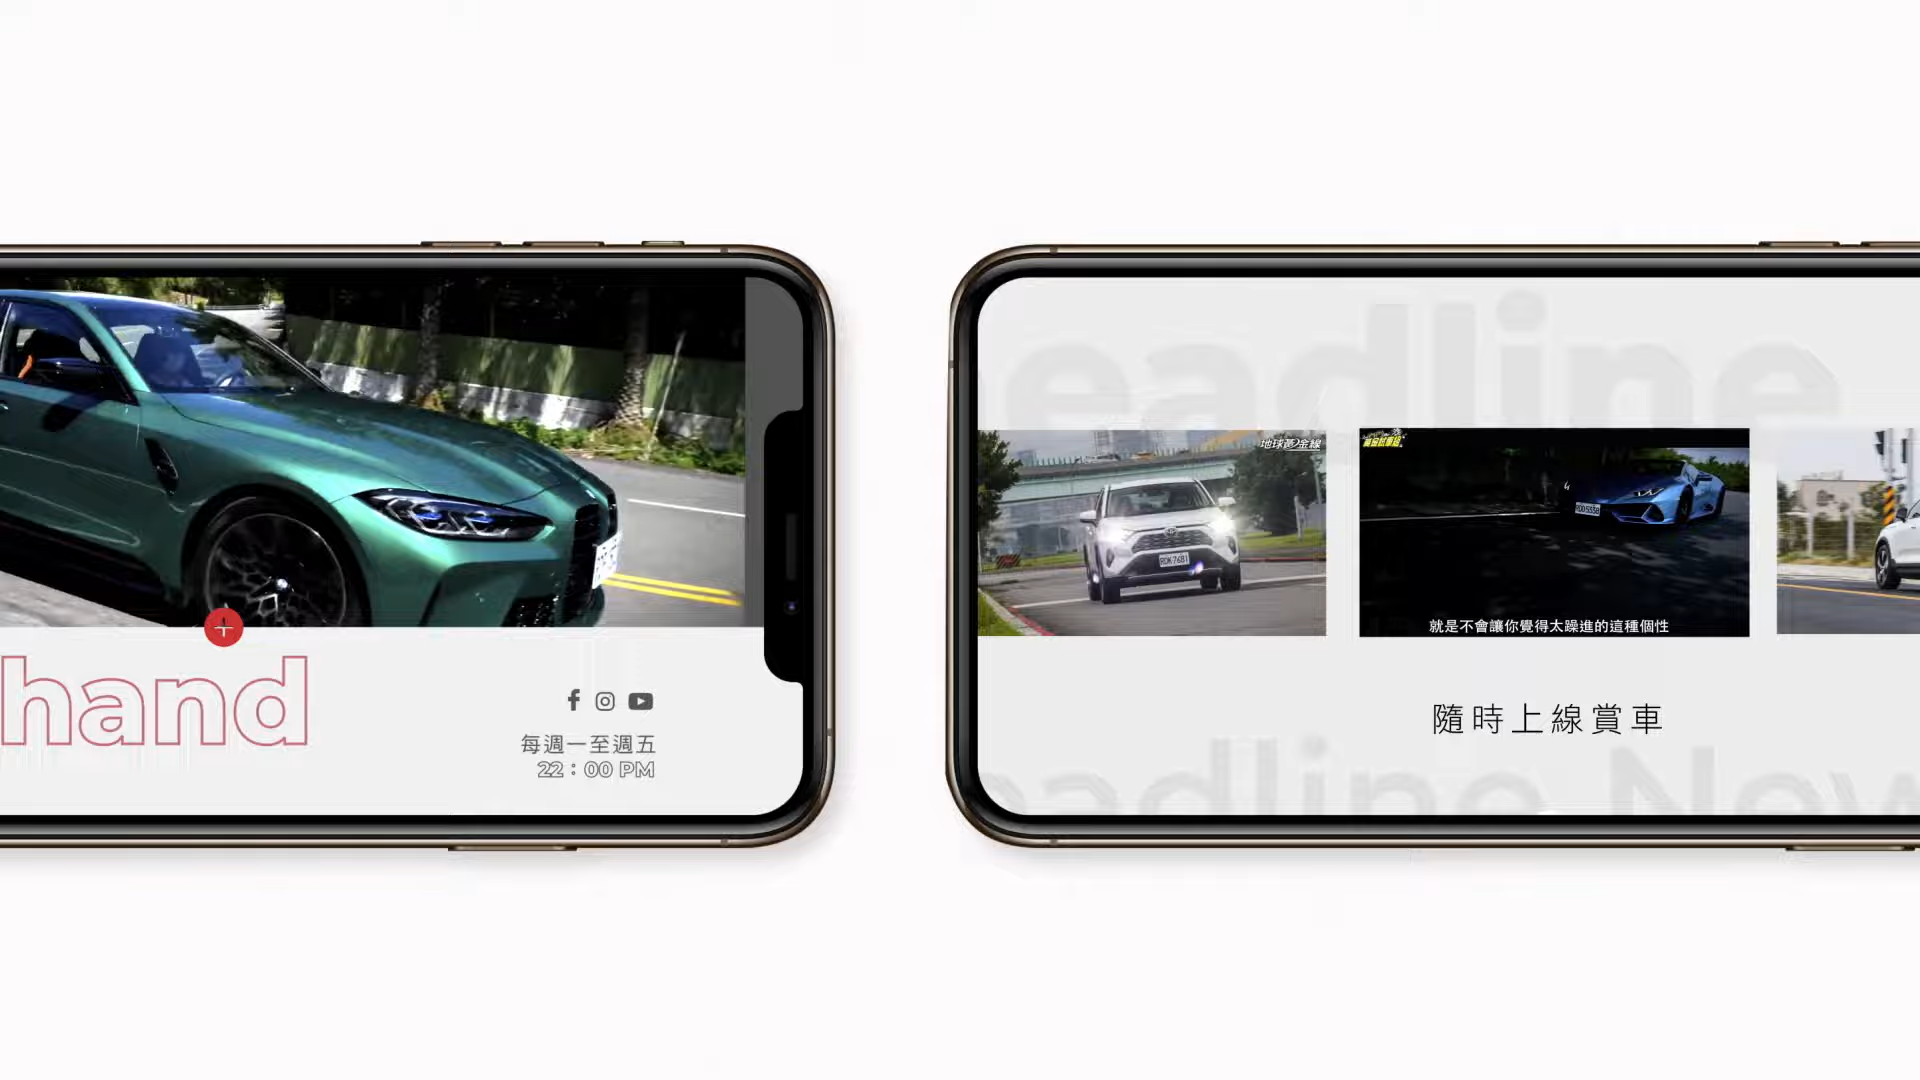 hand
每週一至週五
22：00 PM
eadline
地球黃金線
RDK-7681
就是不會讓你覺得太躁進的這種個性
隨時上線賞車
eadline New